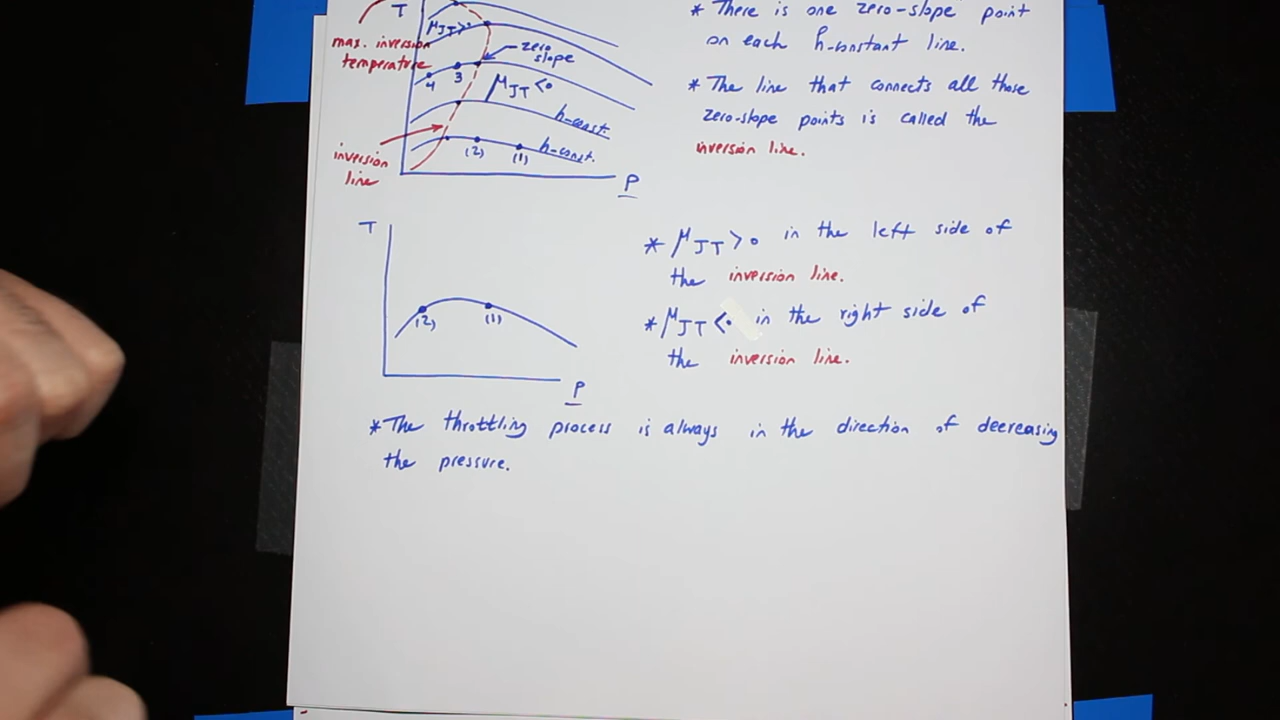 T
μJT>0
max. inversion
temperature
zero
slope
4
3
μJT<0
h-const.
h-const.
(2)
(1)
inversion
line
P
* There is one zero-slope point
on each h-constant line.
* The line that connects all those
zero-slope points is called the
inversion line.
T
(2)
(1)
P
* μJT>0 in the left side of
the inversion line.
* μJT<0 in the right side of
the inversion line.
* The throttling process is always in the direction of decreasing
the pressure.